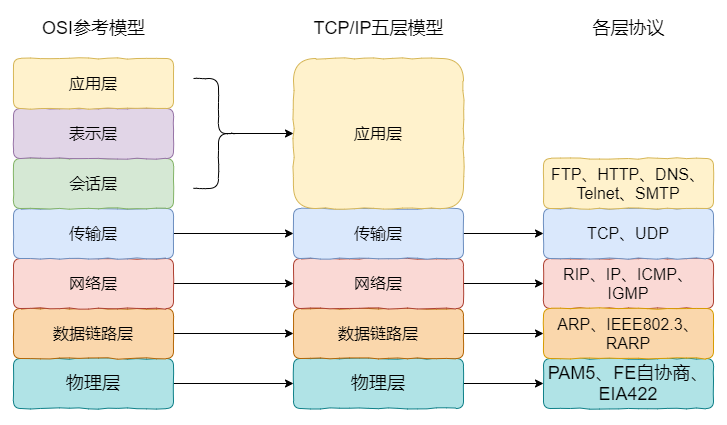 OSI参考模型
TCP/IP五层模型
各层协议
应用层
表示层
会话层
传输层
网络层
数据链路层
物理层
应用层
传输层
网络层
数据链路层
物理层
FTP、HTTP、DNS、
Telnet、SMTP
TCP、UDP
RIP、IP、ICMP、
IGMP
ARP、IEEE802.3、
RARP
PAM5、FE自协商、
EIA422